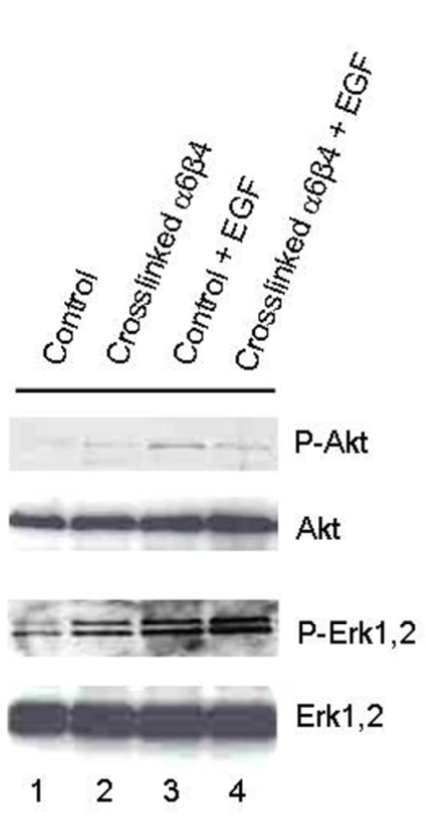 Control
Crosslinked α6β4
Control + EGF
Crosslinked α6β4 + EGF
P-Akt
Akt
P-Erk1,2
Erk1,2
1 2 3 4